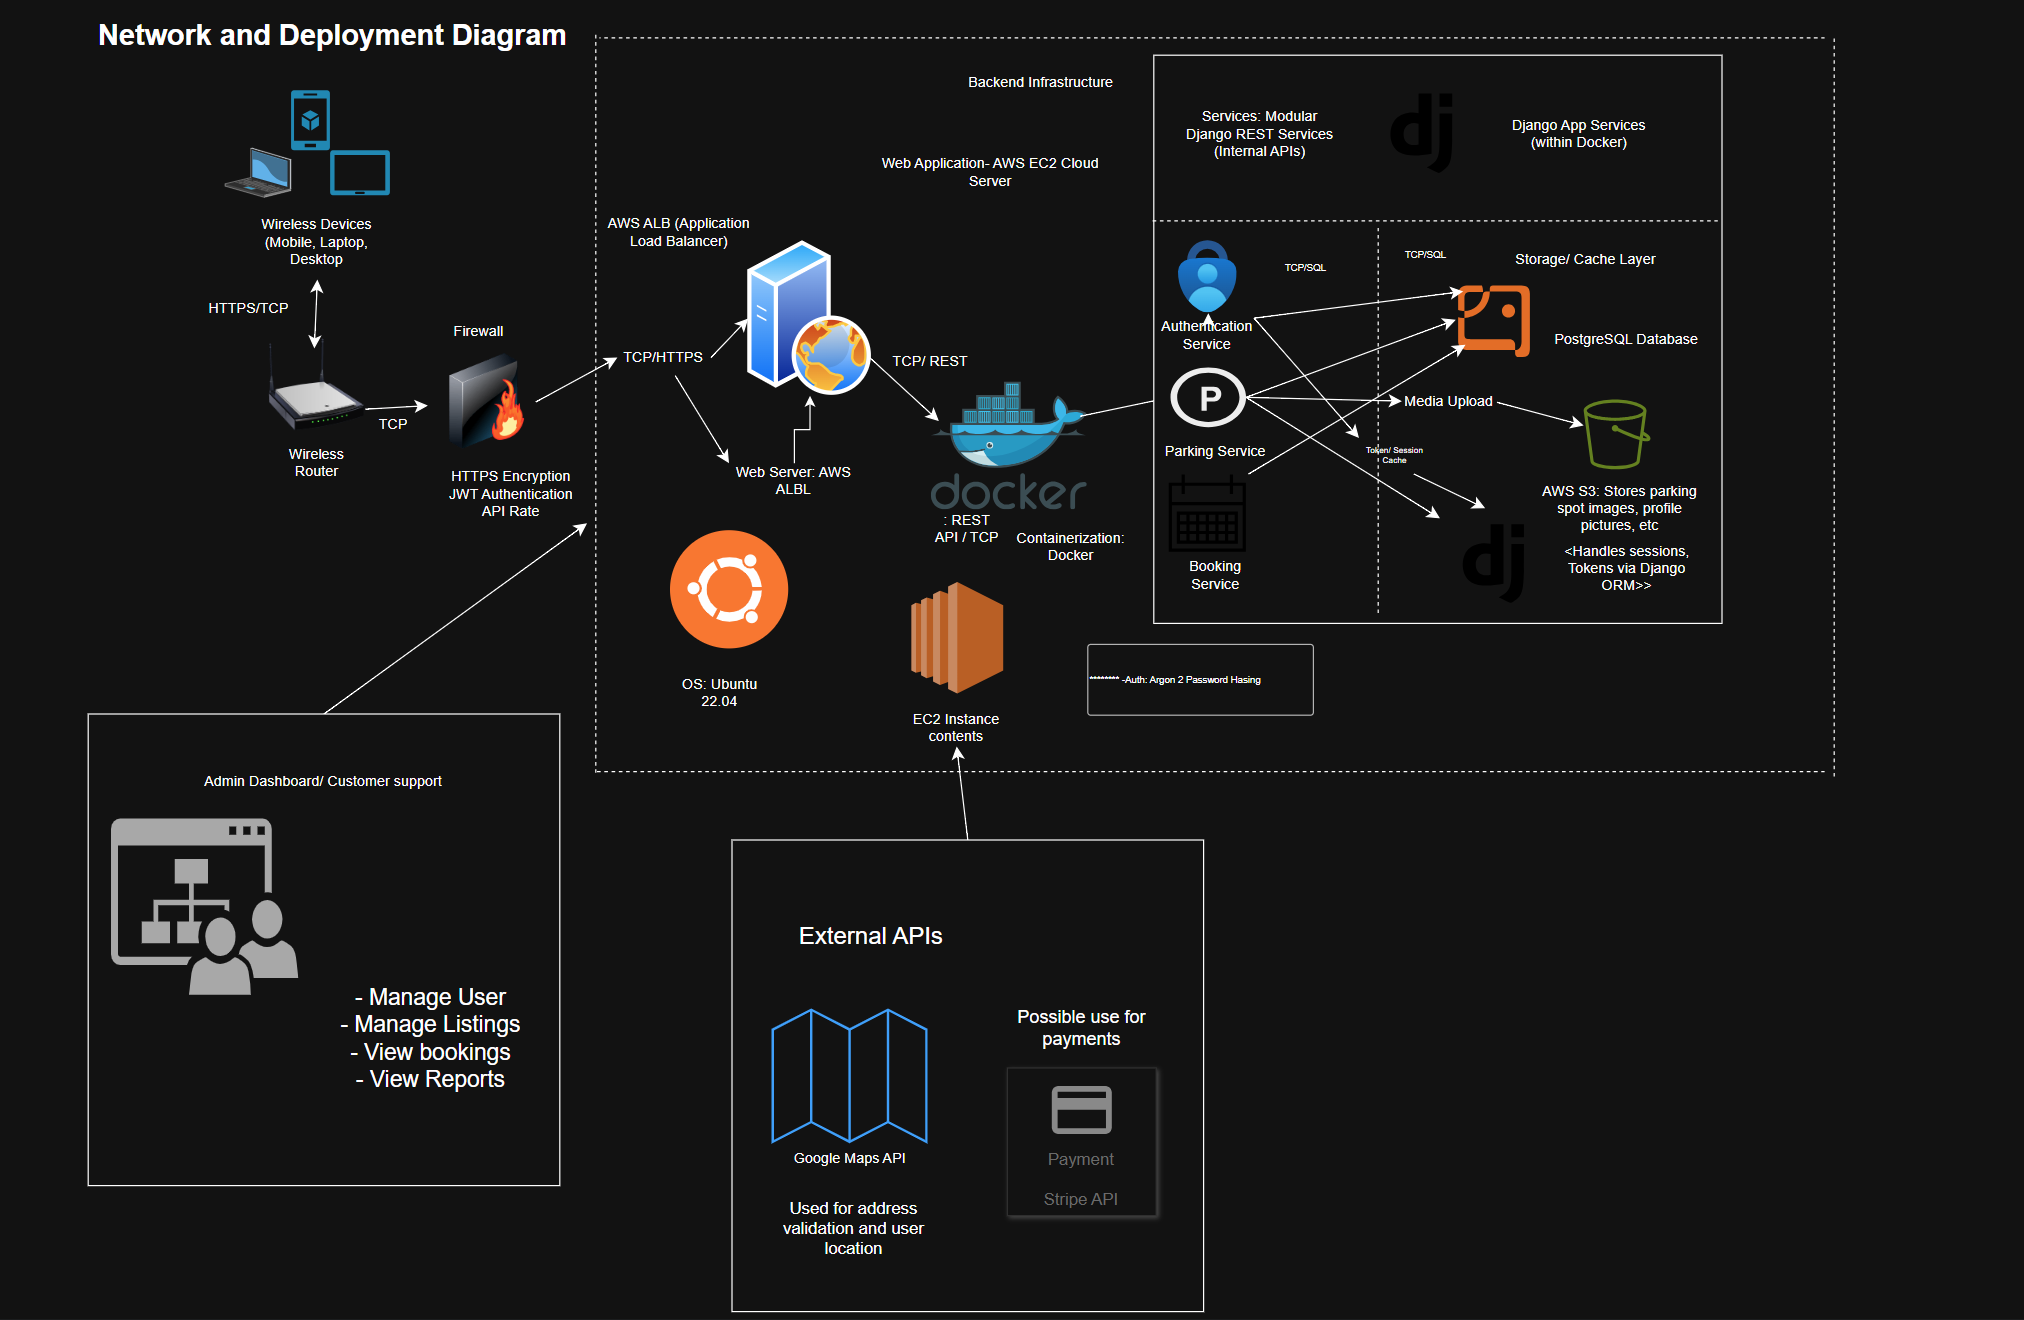 Network and Deployment Diagram
Wireless Devices
(Mobile, Laptop,
Desktop
HTTPS/TCP
Wireless
Router
TCP
Firewall
HTTPS Encryption
JWT Authentication
API Rate
Backend Infrastructure
Web Application- AWS EC2 Cloud
Server
AWS ALB (Application
Load Balancer)
TCP/HTTPS
Web Server: AWS
ALBL
TCP/ REST
docker
: REST
API / TCP
Containerization:
Docker
OS: Ubuntu
22.04
EC2 Instance
contents
Services: Modular
Django REST Services
(Internal APIs)
dj
Django App Services
(within Docker)
TCP/SQL
TCP/SQL
Storage/ Cache Layer
Authentication
Service
PostgreSQL Database
P
Parking Service
Media Upload
Token/ Session
Cache
AWS S3: Stores parking
spot images, profile
pictures, etc
dj
<Handles sessions,
Tokens via Django
ORM>>
Booking
Service
******** -Auth: Argon 2 Password Hasing
Admin Dashboard/ Customer support
- Manage User
- Manage Listings
- View bookings
- View Reports
External APIs
Google Maps API
Used for address
validation and user
location
Possible use for
payments
Payment
Stripe API